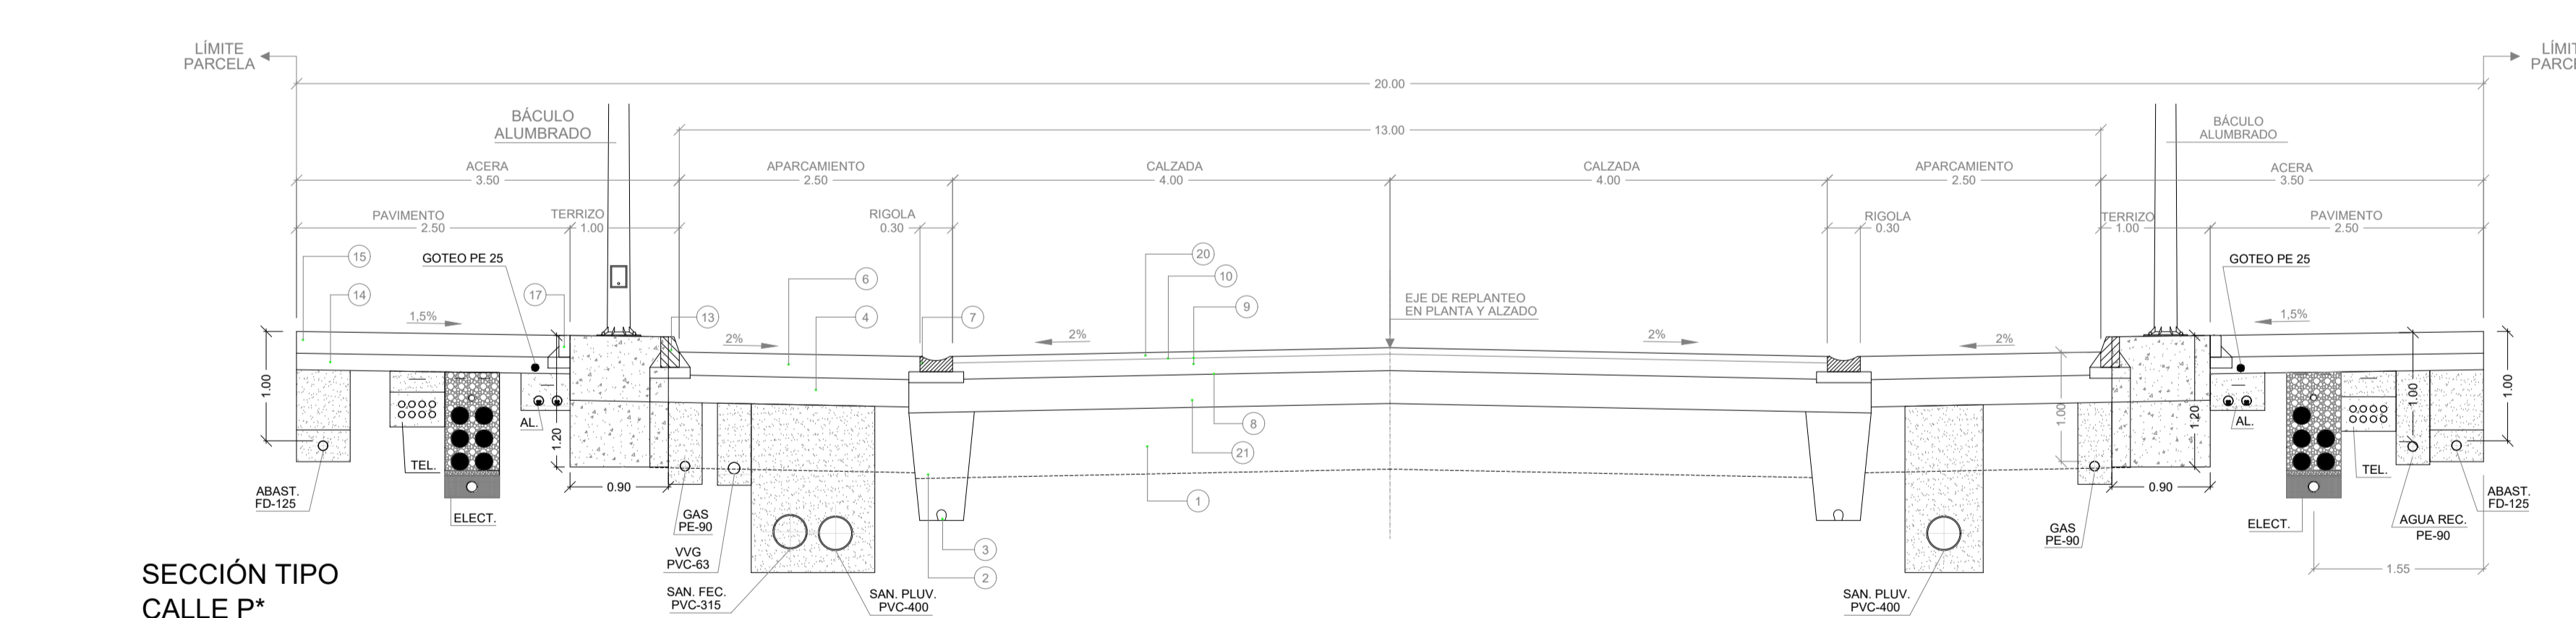 LÍMITE
PARCELA
20.00
BÁCULO
ALUMBRADO
BÁCULO
ALUMBRADO
13.00
ACERA
3.50
APARCAMIENTO
2.50
CALZADA
4.00
CALZADA
4.00
APARCAMIENTO
2.50
ACERA
3.50
PAVIMENTO
2.50
TERRIZO
1.00
RIGOLA
0.30
RIGOLA
0.30
TERRIZO
1.00
PAVIMENTO
2.50
15
GOTEO PE 25
14
17
6
4
13
7
20
10
9
EJE DE REPLANTEO
EN PLANTA Y ALZADO
GOTEO PE 25
1,5%
2%
2%
2%
2%
1,5%
1.00
1.20
AL.
TEL.
ABAST.
FD-125
ELECT.
0.90
GAS
PE-90
VVG
PVC-63
SAN. FEC.
PVC-315
SAN. PLUV.
PVC-400
3
2
8
21
1
1.00
1.20
AL.
1.00
1.00
TEL.
0.90
GAS
PE-90
SAN. PLUV.
PVC-400
ELECT.
AGUA REC.
PE-90
ABAST.
FD-125
1.55
SECCIÓN TIPO
CALLE P*